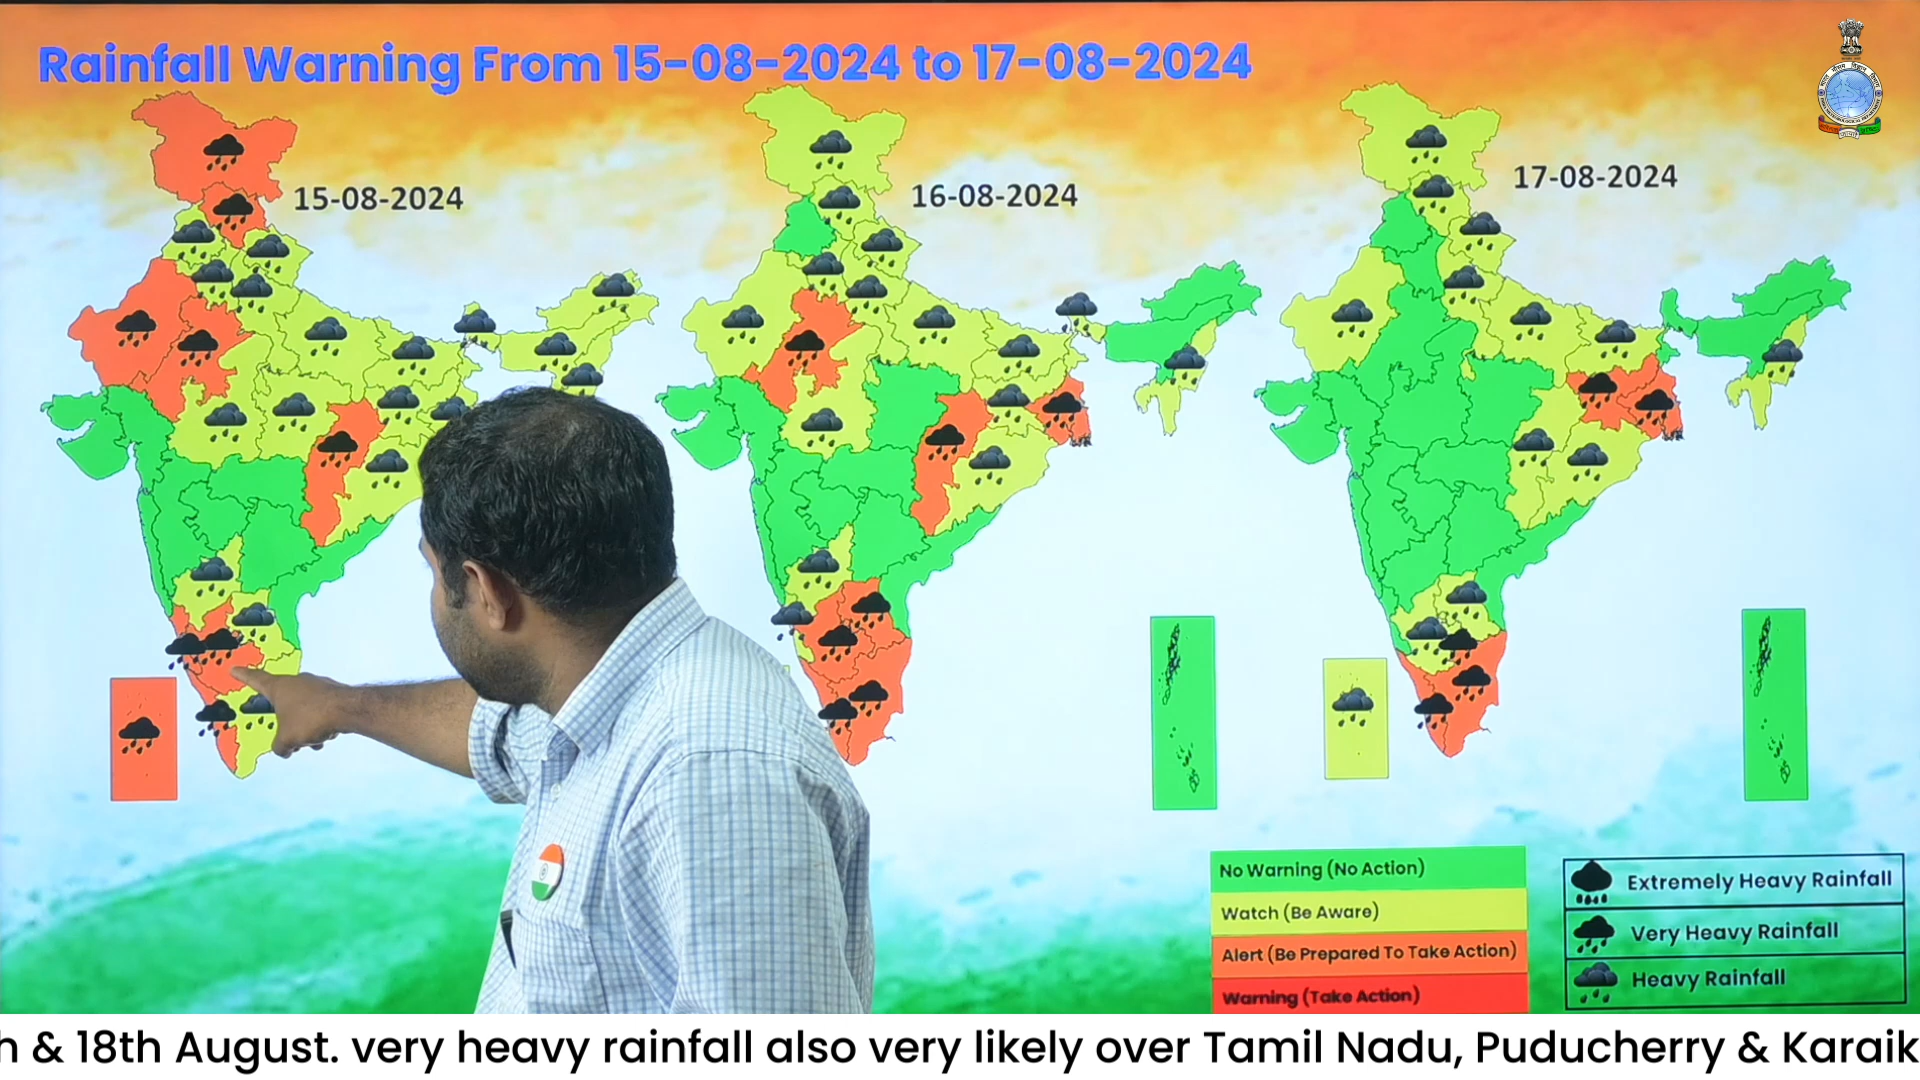 Rainfall Warning From 15-08-2024 to 17-08-2024
15-08-2024
16-08-2024
17-08-2024
No Warning (No Action)
Watch (Be Aware)
Alert (Be Prepared To Take Action)
Warning (Take Action)
Extremely Heavy Rainfall
Very Heavy Rainfall
Heavy Rainfall
h & 18th August. very heavy rainfall also very likely over Tamil Nadu, Puducherry & Karaik